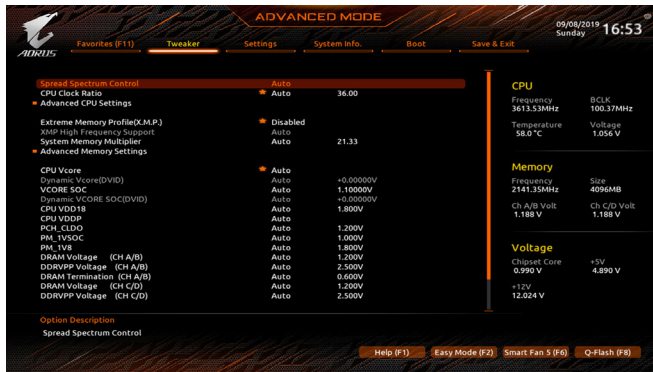 ADVANCED MODE
09/08/2019 Sunday 16:53
AORUS
Favorites (F11) Tweaker Settings System Info. Boot Save & Exit
Spread Spectrum Control Auto
CPU Clock Ratio Auto 36.00
Advanced CPU Settings
Extreme Memory Profile(X.M.P.) Disabled
XMP High Frequency Support Auto
System Memory Multiplier Auto 21.33
Advanced Memory Settings
CPU Vcore Auto
Dynamic Vcore(DVID) Auto +0.00000V
VCORE SOC Auto 1.10000V
Dynamic VCORE SOC(DVID) Auto +0.00000V
CPU VDD18 Auto 1.800V
CPU VDDP Auto
PCH_CLDO Auto 1.200V
PM_1VSOC Auto 1.000V
PM_1V8 Auto 1.800V
DRAM Voltage (CH A/B) Auto 1.200V
DDRVPP Voltage (CH A/B) Auto 2.500V
DRAM Termination (CH A/B) Auto 0.600V
DRAM Voltage (CH C/D) Auto 1.200V
DDRVPP Voltage (CH C/D) Auto 2.500V
CPU
Frequency BCLK
3613.53MHz 100.37MHz
Temperature Voltage
58.0 °C 1.056 V
Memory
Frequency Size
2141.35MHz 4096MB
Ch A/B Volt Ch C/D Volt
1.188 V 1.188 V
Voltage
Chipset Core +5V
0.990 V 4.890 V
+12V
12.024 V
Option Description
Spread Spectrum Control
Help (F1) Easy Mode (F2) Smart Fan 5 (F6) Q-Flash (F8)